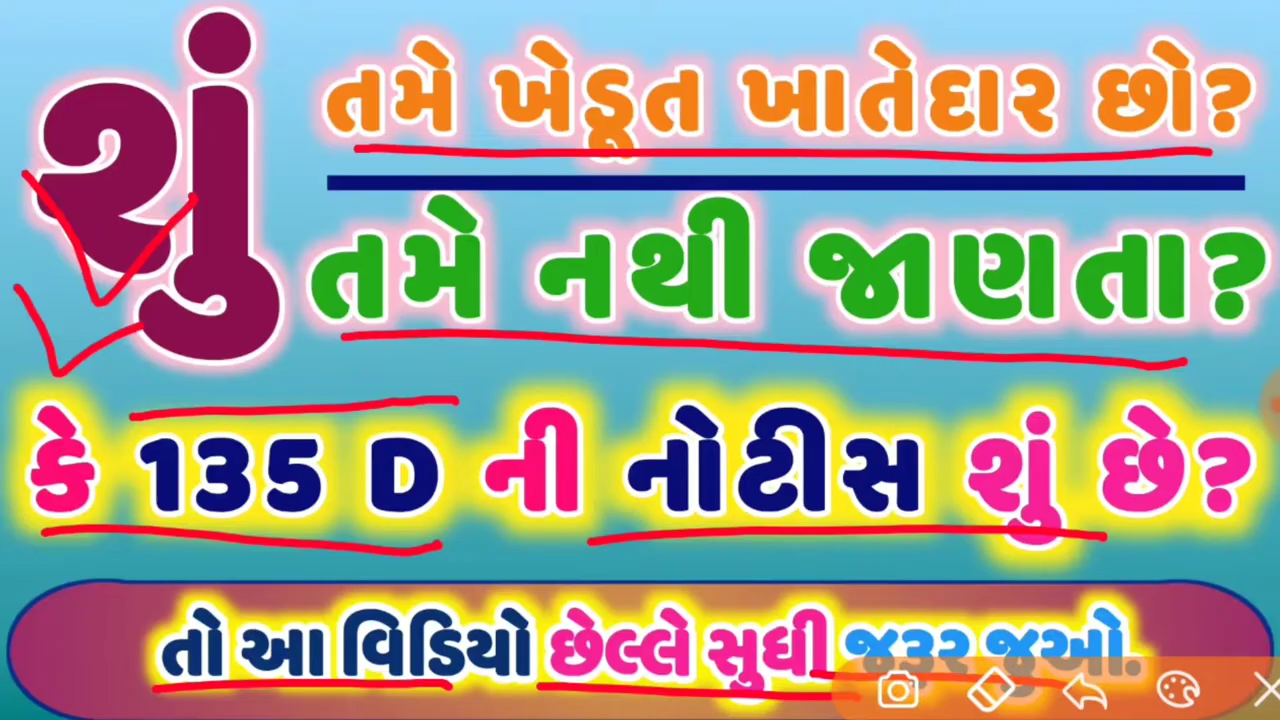 શું
તમે ખેડૂત ખાતેદાર છો?
તમે નથી જાણતા?
કે 135 D ની નોટીસ શું છે?
તો આ વિડિયો છેલ્લે સુધી જરૂર જુઓ.